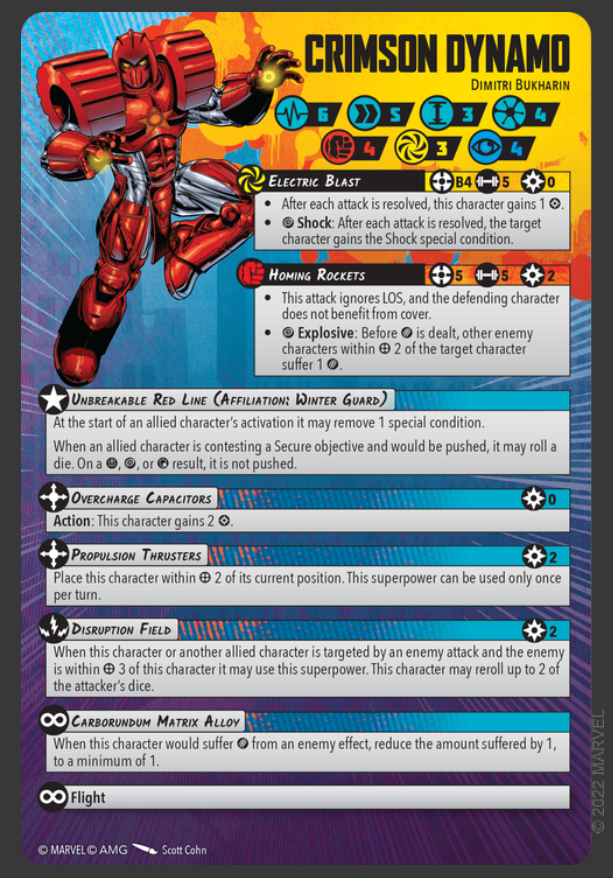 CRIMSON DYNAMO
DIMITRI BUKHARIN
6 5 3 4
4 3 4
ELECTRIC BLAST B4 5 0
• After each attack is resolved, this character gains 1 .
• Shock: After each attack is resolved, the target
character gains the Shock special condition.
HOMING ROCKETS 5 5 2
• This attack ignores LOS, and the defending character
does not benefit from cover.
• Explosive: Before is dealt, other enemy
characters within 2 of the target character
suffer 1 .
UNBREAKABLE RED LINE (AFFILIATION: WINTER GUARD)
At the start of an allied character's activation it may remove 1 special condition.
When an allied character is contesting a Secure objective and would be pushed, it may roll a
die. On a , , or result, it is not pushed.
OVERCHARGE CAPACITORS 0
Action: This character gains 2 .
PROPULSION THRUSTERS 2
Place this character within 2 of its current position. This superpower can be used only once
per turn.
DISRUPTION FIELD 2
When this character or another allied character is targeted by an enemy attack and the enemy
is within 3 of this character it may use this superpower. This character may reroll up to 2 of
the attacker's dice.
CARBORUNDUM MATRIX ALLOY
When this character would suffer from an enemy effect, reduce the amount suffered by 1,
to a minimum of 1.
Flight
© MARVEL © AMG Scott Cohn
© 2022 MARVEL